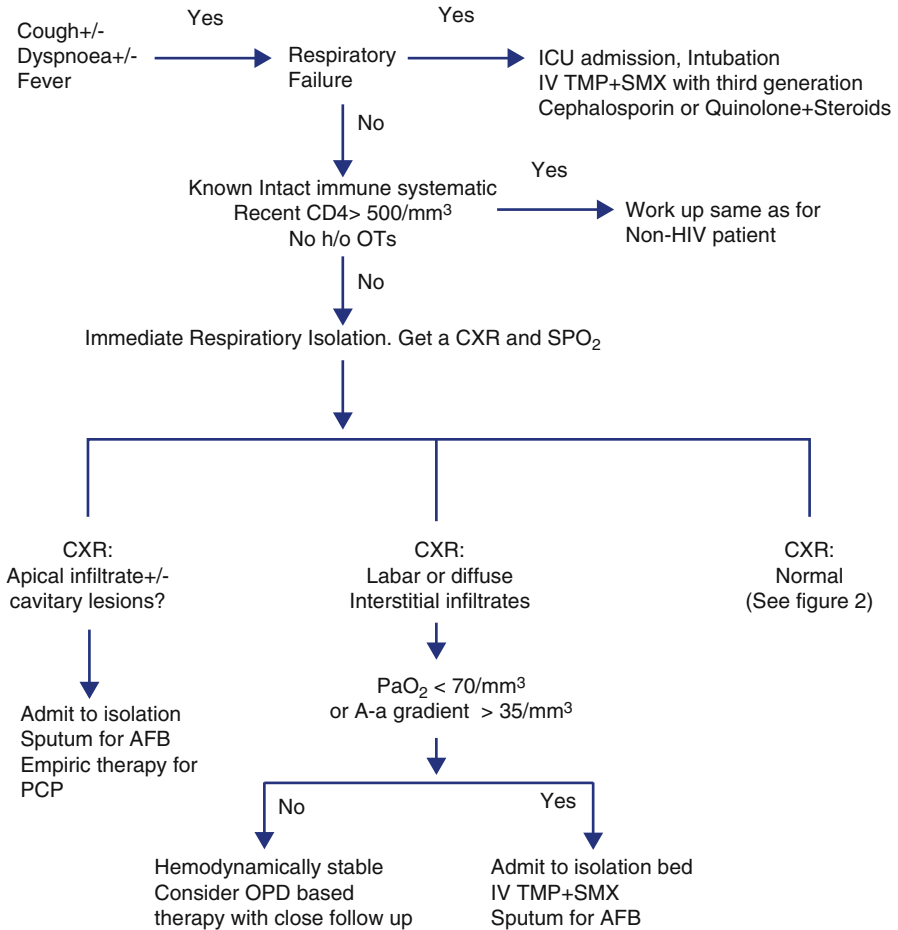 Cough+/-
Dyspnoea+/-
Fever
Yes
Respiratory
Failure
Yes
ICU admission, Intubation
IV TMP+SMX with third generation
Cephalosporin or Quinolone+Steroids
No
Known Intact immune systematic
Recent CD4> 500/mm³
No h/o OTs
Yes
Work up same as for
Non-HIV patient
No
Immediate Respiratiory Isolation. Get a CXR and SPO₂
CXR:
Apical infiltrate+/-
cavitary lesions?
Admit to isolation
Sputum for AFB
Empiric therapy for
PCP
CXR:
Labar or diffuse
Interstitial infiltrates
PaO₂ < 70/mm³
or A-a gradient > 35/mm³
No
Hemodynamically stable
Consider OPD based
therapy with close follow up
Yes
Admit to isolation bed
IV TMP+SMX
Sputum for AFB
CXR:
Normal
(See figure 2)